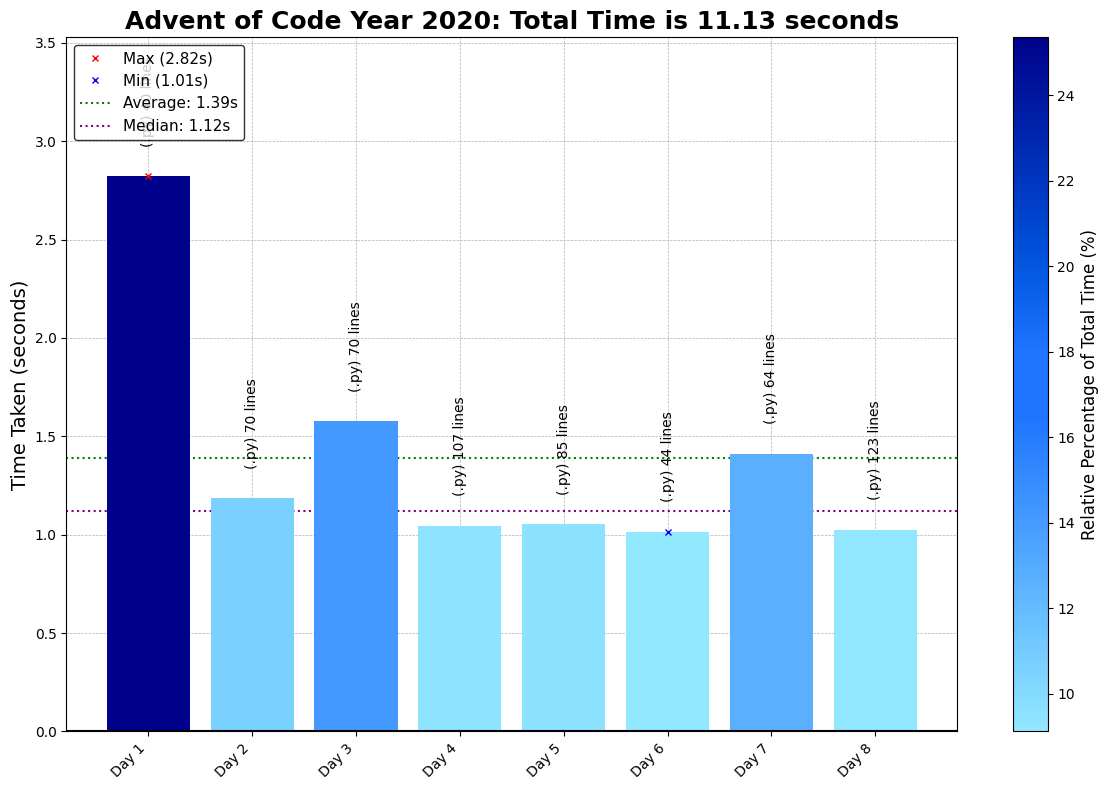 Advent of Code Year 2020: Total Time is 11.13 seconds
Max (2.82s)
Min (1.01s)
Average: 1.39s
Median: 1.12s
Time Taken (seconds)
3.5
3.0
2.5
2.0
1.5
1.0
0.5
0.0
(.py) 70 lines
(.py) 70 lines
(.py) 107 lines
(.py) 85 lines
(.py) 44 lines
(.py) 64 lines
(.py) 123 lines
Day 1
Day 2
Day 3
Day 4
Day 5
Day 6
Day 7
Day 8
24
22
20
18
16
14
12
10
Relative Percentage of Total Time (%)